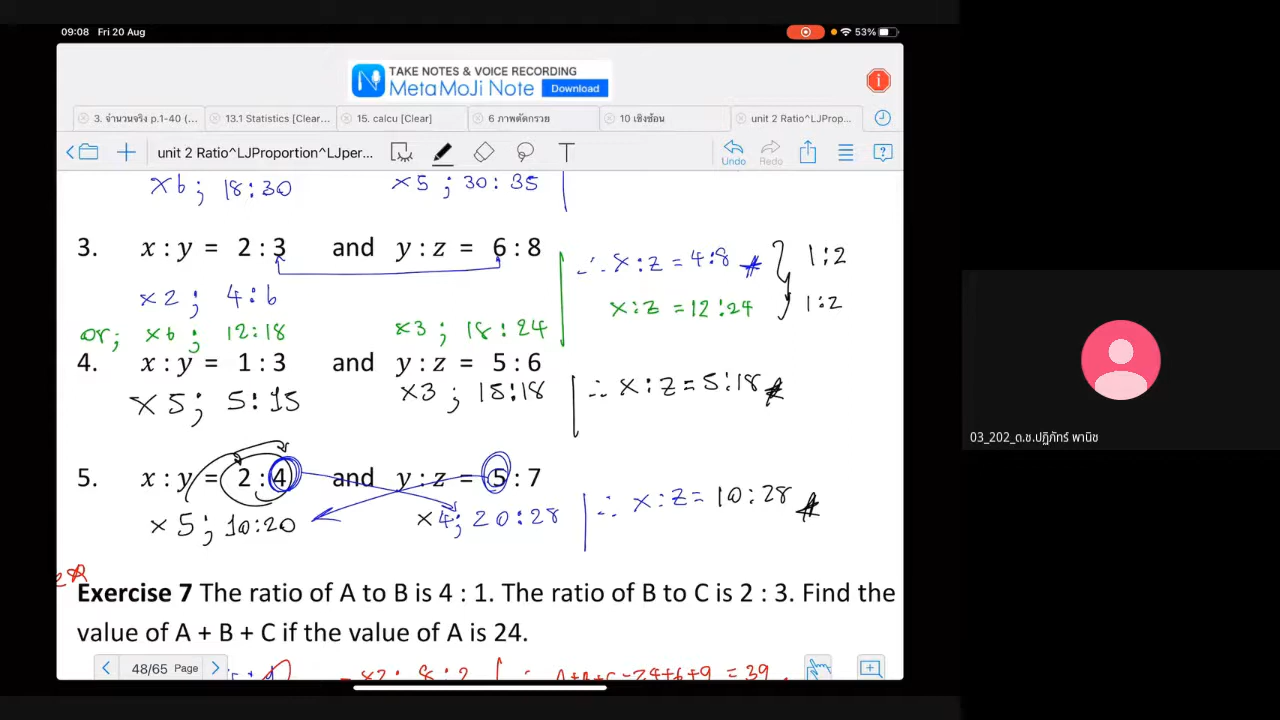 09:08 Fri 20 Aug
53%
TAKE NOTES & VOICE RECORDING
MetaMoJi Note
Download
3. จำนวนจริง p.1-40 (...
13.1 Statistics [Clear...
15. calcu [Clear]
6 ภาพตัดกรวย
10 เชิงซ้อน
unit 2 Ratio^LJPropo...
unit 2 Ratio^LJProportion^LJper...
Undo
Redo
×6 ; 18:30 ×5 ; 30:35
3. x : y = 2 : 3 and y : z = 6 : 8 ∴ x:z = 4:8 # 1:2
×2 ; 4:6
x:z = 12:24 1:2
or; ×6 ; 12:18 ×3 ; 18:24
4. x : y = 1 : 3 and y : z = 5 : 6
×5 ; 5:15 ×3 ; 15:18 ∴ x:z = 5:18 #
5. x : y = 2 : 4 and y : z = 5 : 7
×5 ; 10:20 ×4 ; 20:28 ∴ x:z = 10:28 #
Exercise 7 The ratio of A to B is 4 : 1. The ratio of B to C is 2 : 3. Find the
value of A + B + C if the value of A is 24.
×2; 8:2 ∴ A+B+C = 24+6+9 = 39
48/65 Page
03_202_ด.ช.ปฏิภัทร์ พานิช